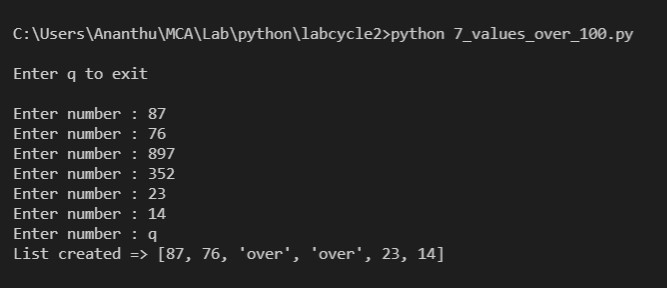 C:\Users\Ananthu\MCA\Lab\python\labcycle2>python 7_values_over_100.py
Enter q to exit
Enter number : 87
Enter number : 76
Enter number : 897
Enter number : 352
Enter number : 23
Enter number : 14
Enter number : q
List created => [87, 76, 'over', 'over', 23, 14]